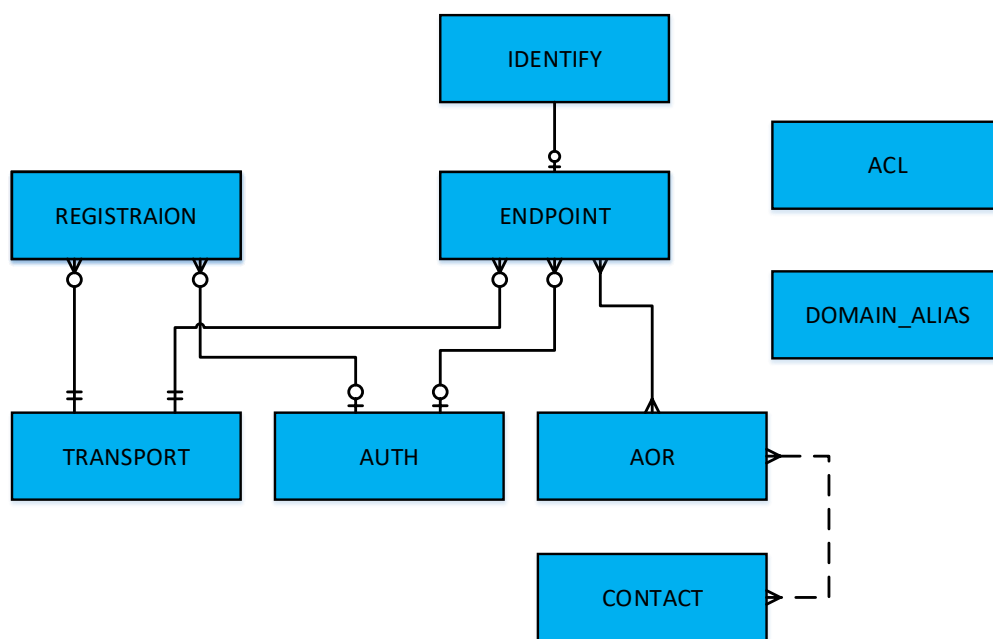 IDENTIFY
ACL
REGISTRAION
ENDPOINT
DOMAIN_ALIAS
TRANSPORT
AUTH
AOR
CONTACT